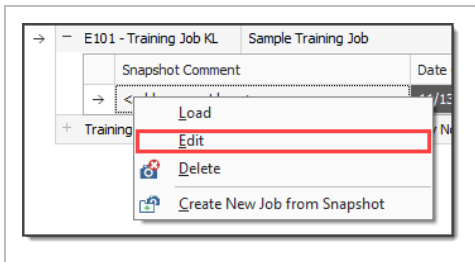 E101 - Training Job KL Sample Training Job
Snapshot Comment Date
Load
Training
Edit
Delete
Create New Job from Snapshot